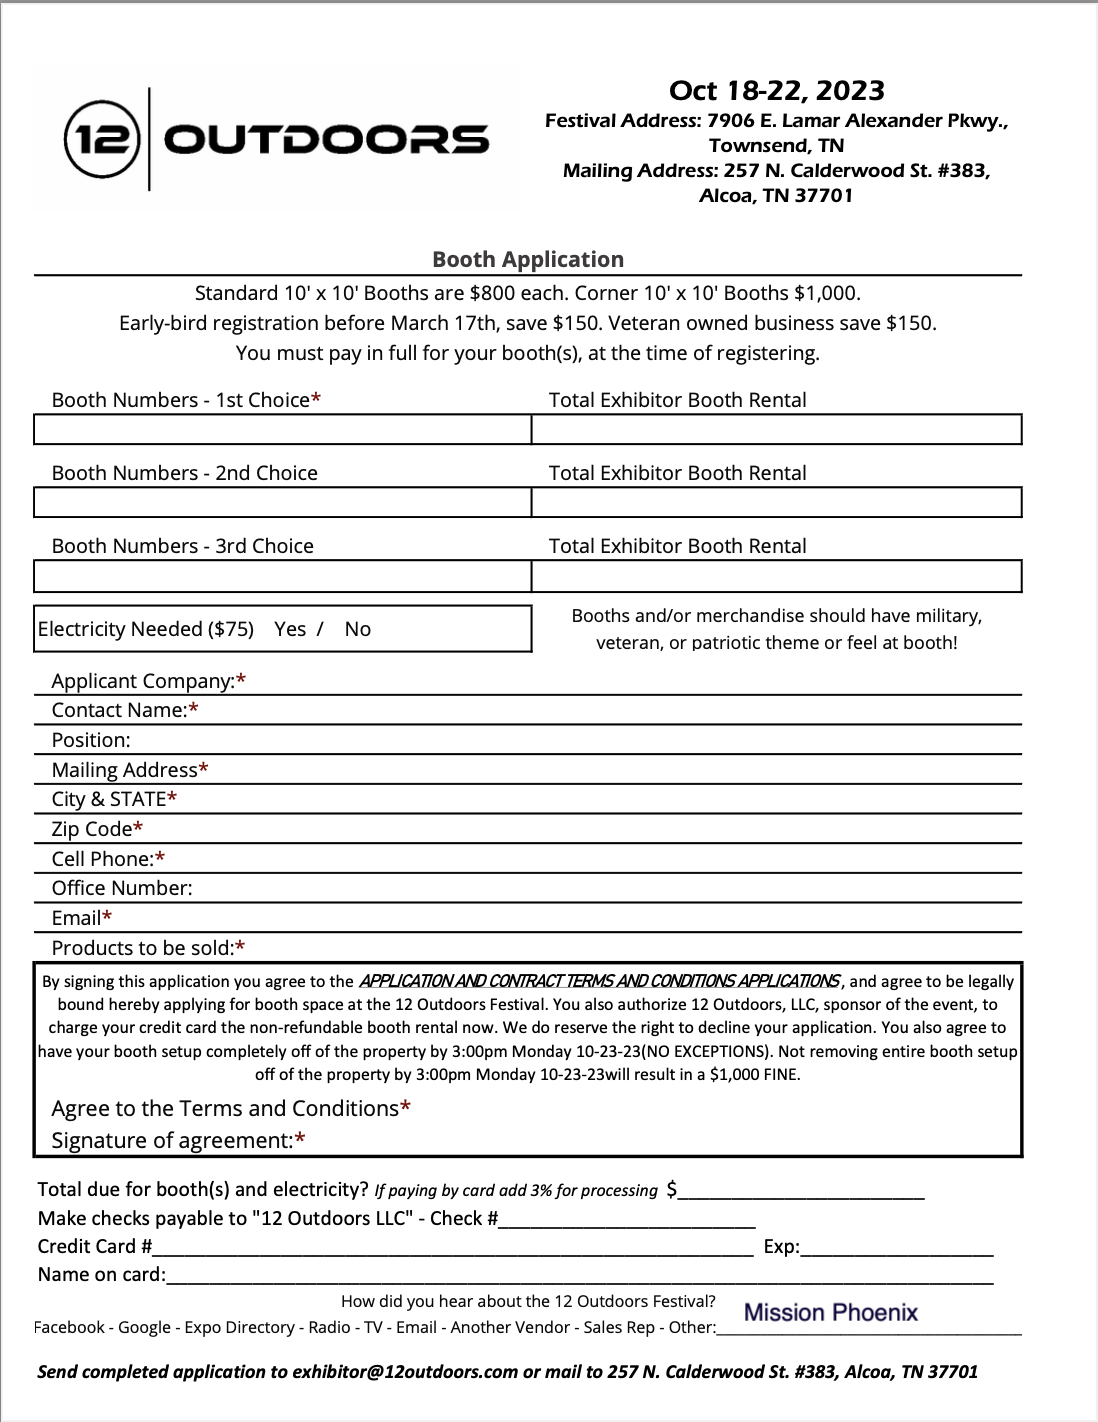 12 OUTDOORS
Oct 18-22, 2023
Festival Address: 7906 E. Lamar Alexander Pkwy.,
Townsend, TN
Mailing Address: 257 N. Calderwood St. #383,
Alcoa, TN 37701
Booth Application
Standard 10' x 10' Booths are $800 each. Corner 10' x 10' Booths $1,000.
Early-bird registration before March 17th, save $150. Veteran owned business save $150.
You must pay in full for your booth(s), at the time of registering.
Booth Numbers - 1st Choice* Total Exhibitor Booth Rental
Booth Numbers - 2nd Choice Total Exhibitor Booth Rental
Booth Numbers - 3rd Choice Total Exhibitor Booth Rental
Electricity Needed ($75) Yes / No
Booths and/or merchandise should have military,
veteran, or patriotic theme or feel at booth!
Applicant Company:*
Contact Name:*
Position:
Mailing Address*
City & STATE*
Zip Code*
Cell Phone:*
Office Number:
Email*
Products to be sold:*
By signing this application you agree to the APPLICATION AND CONTRACT TERMS AND CONDITIONS APPLICATIONS, and agree to be legally
bound hereby applying for booth space at the 12 Outdoors Festival. You also authorize 12 Outdoors, LLC, sponsor of the event, to
charge your credit card the non-refundable booth rental now. We do reserve the right to decline your application. You also agree to
have your booth setup completely off of the property by 3:00pm Monday 10-23-23(NO EXCEPTIONS). Not removing entire booth setup
off of the property by 3:00pm Monday 10-23-23will result in a $1,000 FINE.
Agree to the Terms and Conditions*
Signature of agreement:*
Total due for booth(s) and electricity? If paying by card add 3% for processing $
Make checks payable to "12 Outdoors LLC" - Check #
Credit Card # Exp:
Name on card:
How did you hear about the 12 Outdoors Festival?
Facebook - Google - Expo Directory - Radio - TV - Email - Another Vendor - Sales Rep - Other: Mission Phoenix
Send completed application to exhibitor@12outdoors.com or mail to 257 N. Calderwood St. #383, Alcoa, TN 37701